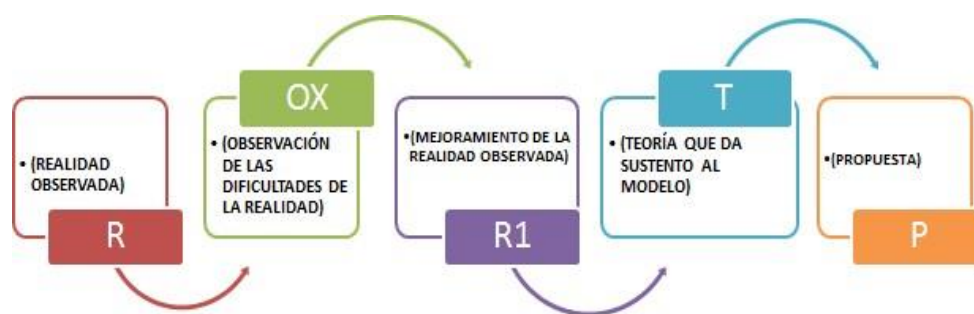 R
• (REALIDAD
OBSERVADA)
OX
• (OBSERVACIÓN
DE LAS
DIFICULTADES DE
LA REALIDAD)
•(MEJORAMIENTO DE LA
REALIDAD OBSERVADA)
R1
T
• (TEORÍA QUE DA
SUSTENTO AL
MODELO)
•(PROPUESTA)
P